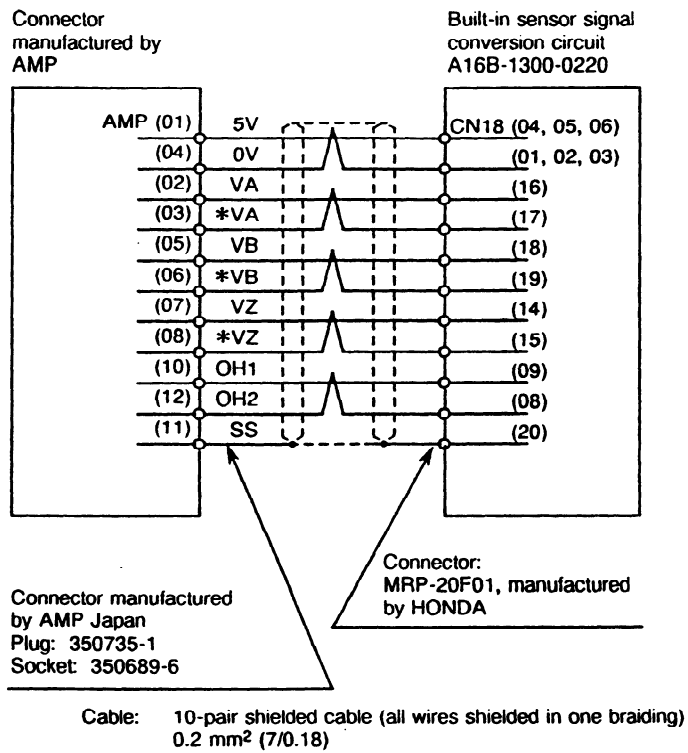 Connector
manufactured by
AMP
Built-in sensor signal
conversion circuit
A16B-1300-0220
AMP (01) 5V CN18 (04, 05, 06)
(04) 0V (01, 02, 03)
(02) VA (16)
(03) *VA (17)
(05) VB (18)
(06) *VB (19)
(07) VZ (14)
(08) *VZ (15)
(10) OH1 (09)
(12) OH2 (08)
(11) SS (20)
Connector:
MRP-20F01, manufactured
by HONDA
Connector manufactured
by AMP Japan
Plug: 350735-1
Socket: 350689-6
Cable: 10-pair shielded cable (all wires shielded in one braiding)
0.2 mm² (7/0.18)